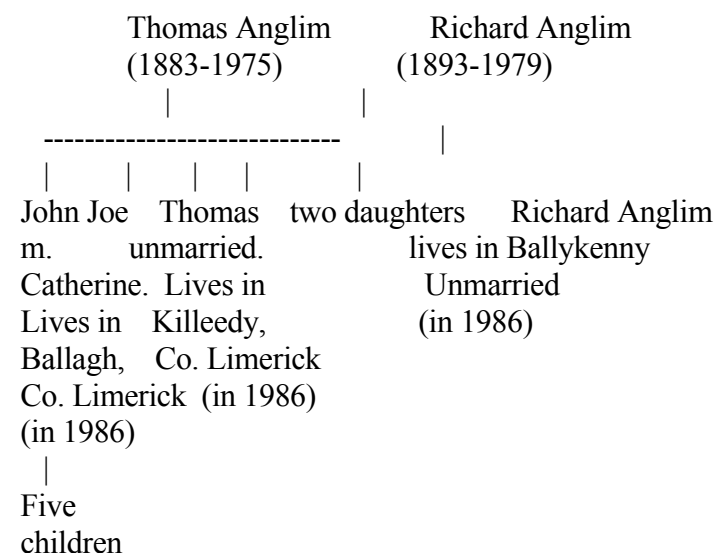 Thomas Anglim Richard Anglim
(1883-1975) (1893-1979)
| |
----------------------------- |
| | | | |
John Joe Thomas two daughters Richard Anglim
m. unmarried. lives in Ballykenny
Catherine. Lives in Unmarried
Lives in Killeedy, (in 1986)
Ballagh, Co. Limerick
Co. Limerick (in 1986)
(in 1986)
|
Five
children